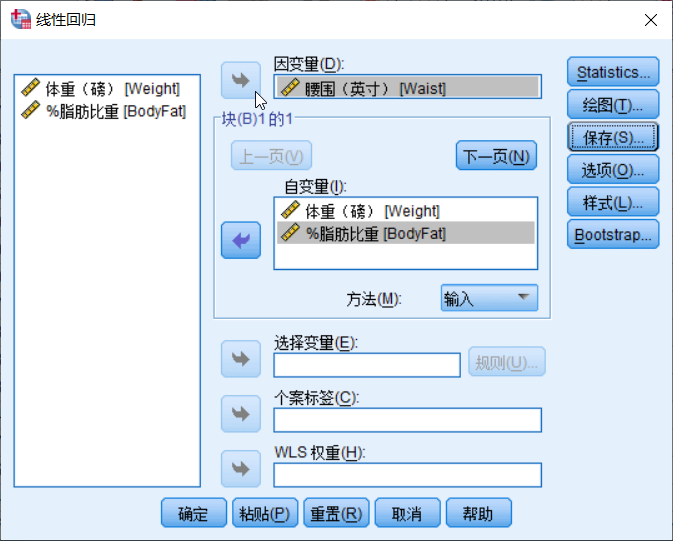 线性回归
体重（磅） [Weight]
%脂肪比重 [BodyFat]
因变量(D):
腰围（英寸） [Waist]
块(B)1的1
上一页(V)
下一页(N)
自变量(I):
体重（磅） [Weight]
%脂肪比重 [BodyFat]
方法(M):
输入
选择变量(E):
规则(U)...
个案标签(C):
WLS 权重(H):
Statistics...
绘图(T)...
保存(S)...
选项(O)...
样式(L)...
Bootstrap...
确定
粘贴(P)
重置(R)
取消
帮助